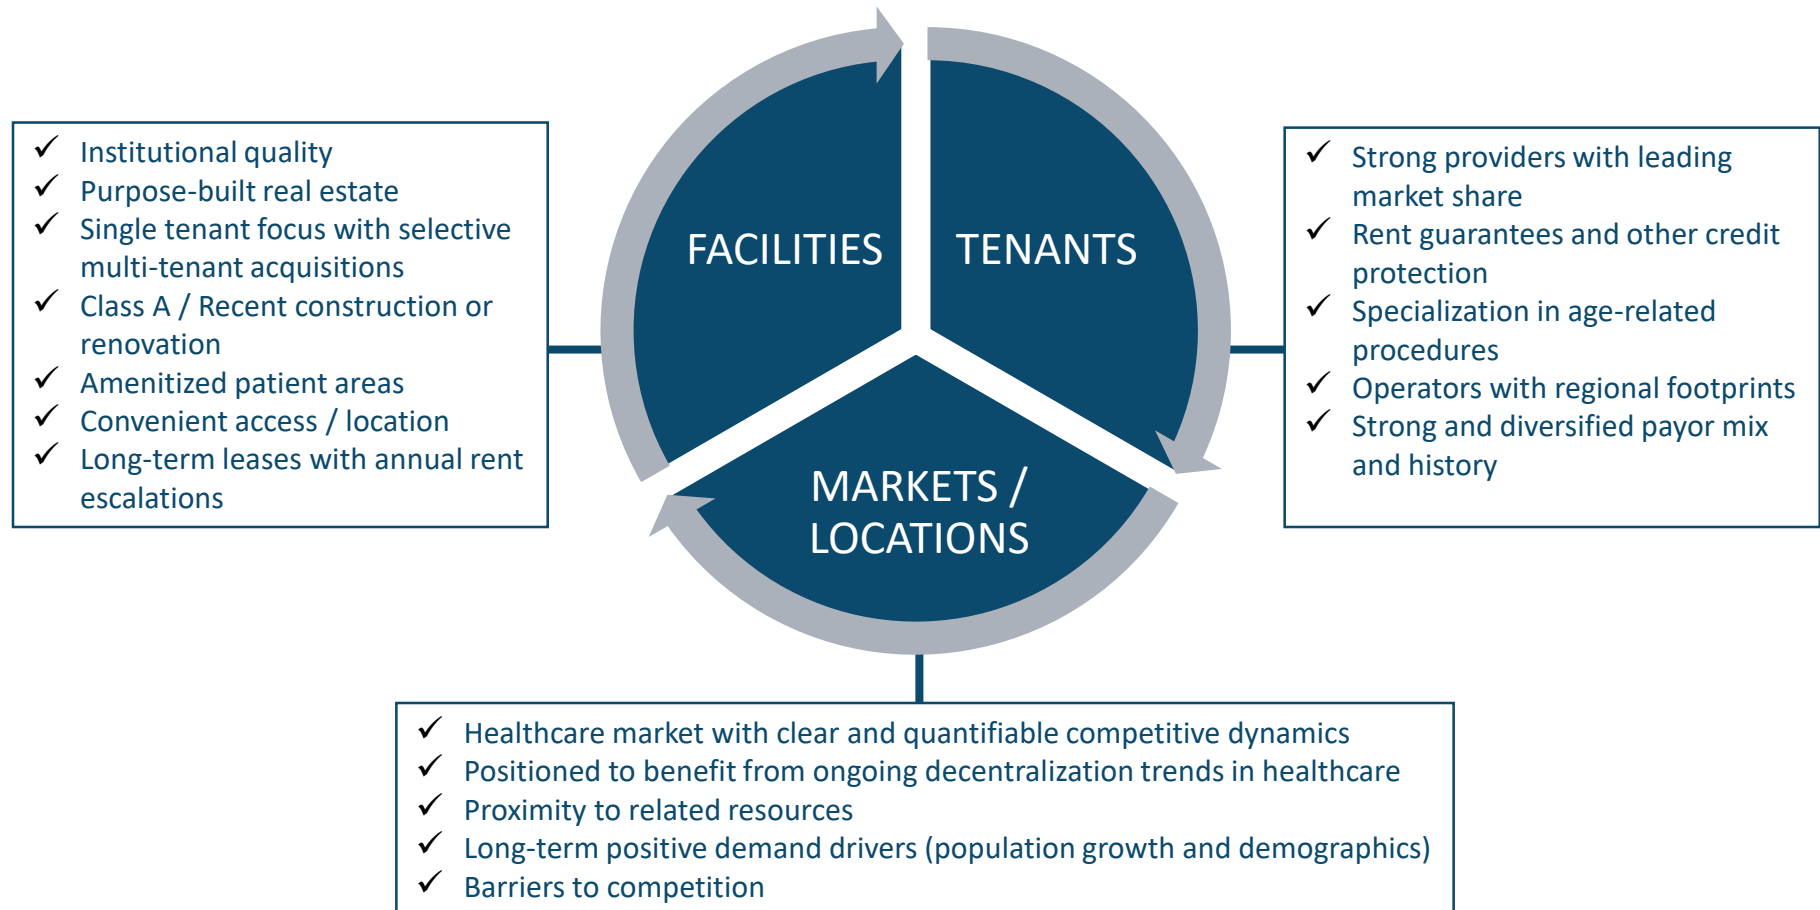 FACILITIES
TENANTS
MARKETS /
LOCATIONS
✓ Institutional quality
✓ Purpose-built real estate
✓ Single tenant focus with selective
multi-tenant acquisitions
✓ Class A / Recent construction or
renovation
✓ Amenitized patient areas
✓ Convenient access / location
✓ Long-term leases with annual rent
escalations
✓ Strong providers with leading
market share
✓ Rent guarantees and other credit
protection
✓ Specialization in age-related
procedures
✓ Operators with regional footprints
✓ Strong and diversified payor mix
and history
✓ Healthcare market with clear and quantifiable competitive dynamics
✓ Positioned to benefit from ongoing decentralization trends in healthcare
✓ Proximity to related resources
✓ Long-term positive demand drivers (population growth and demographics)
✓ Barriers to competition